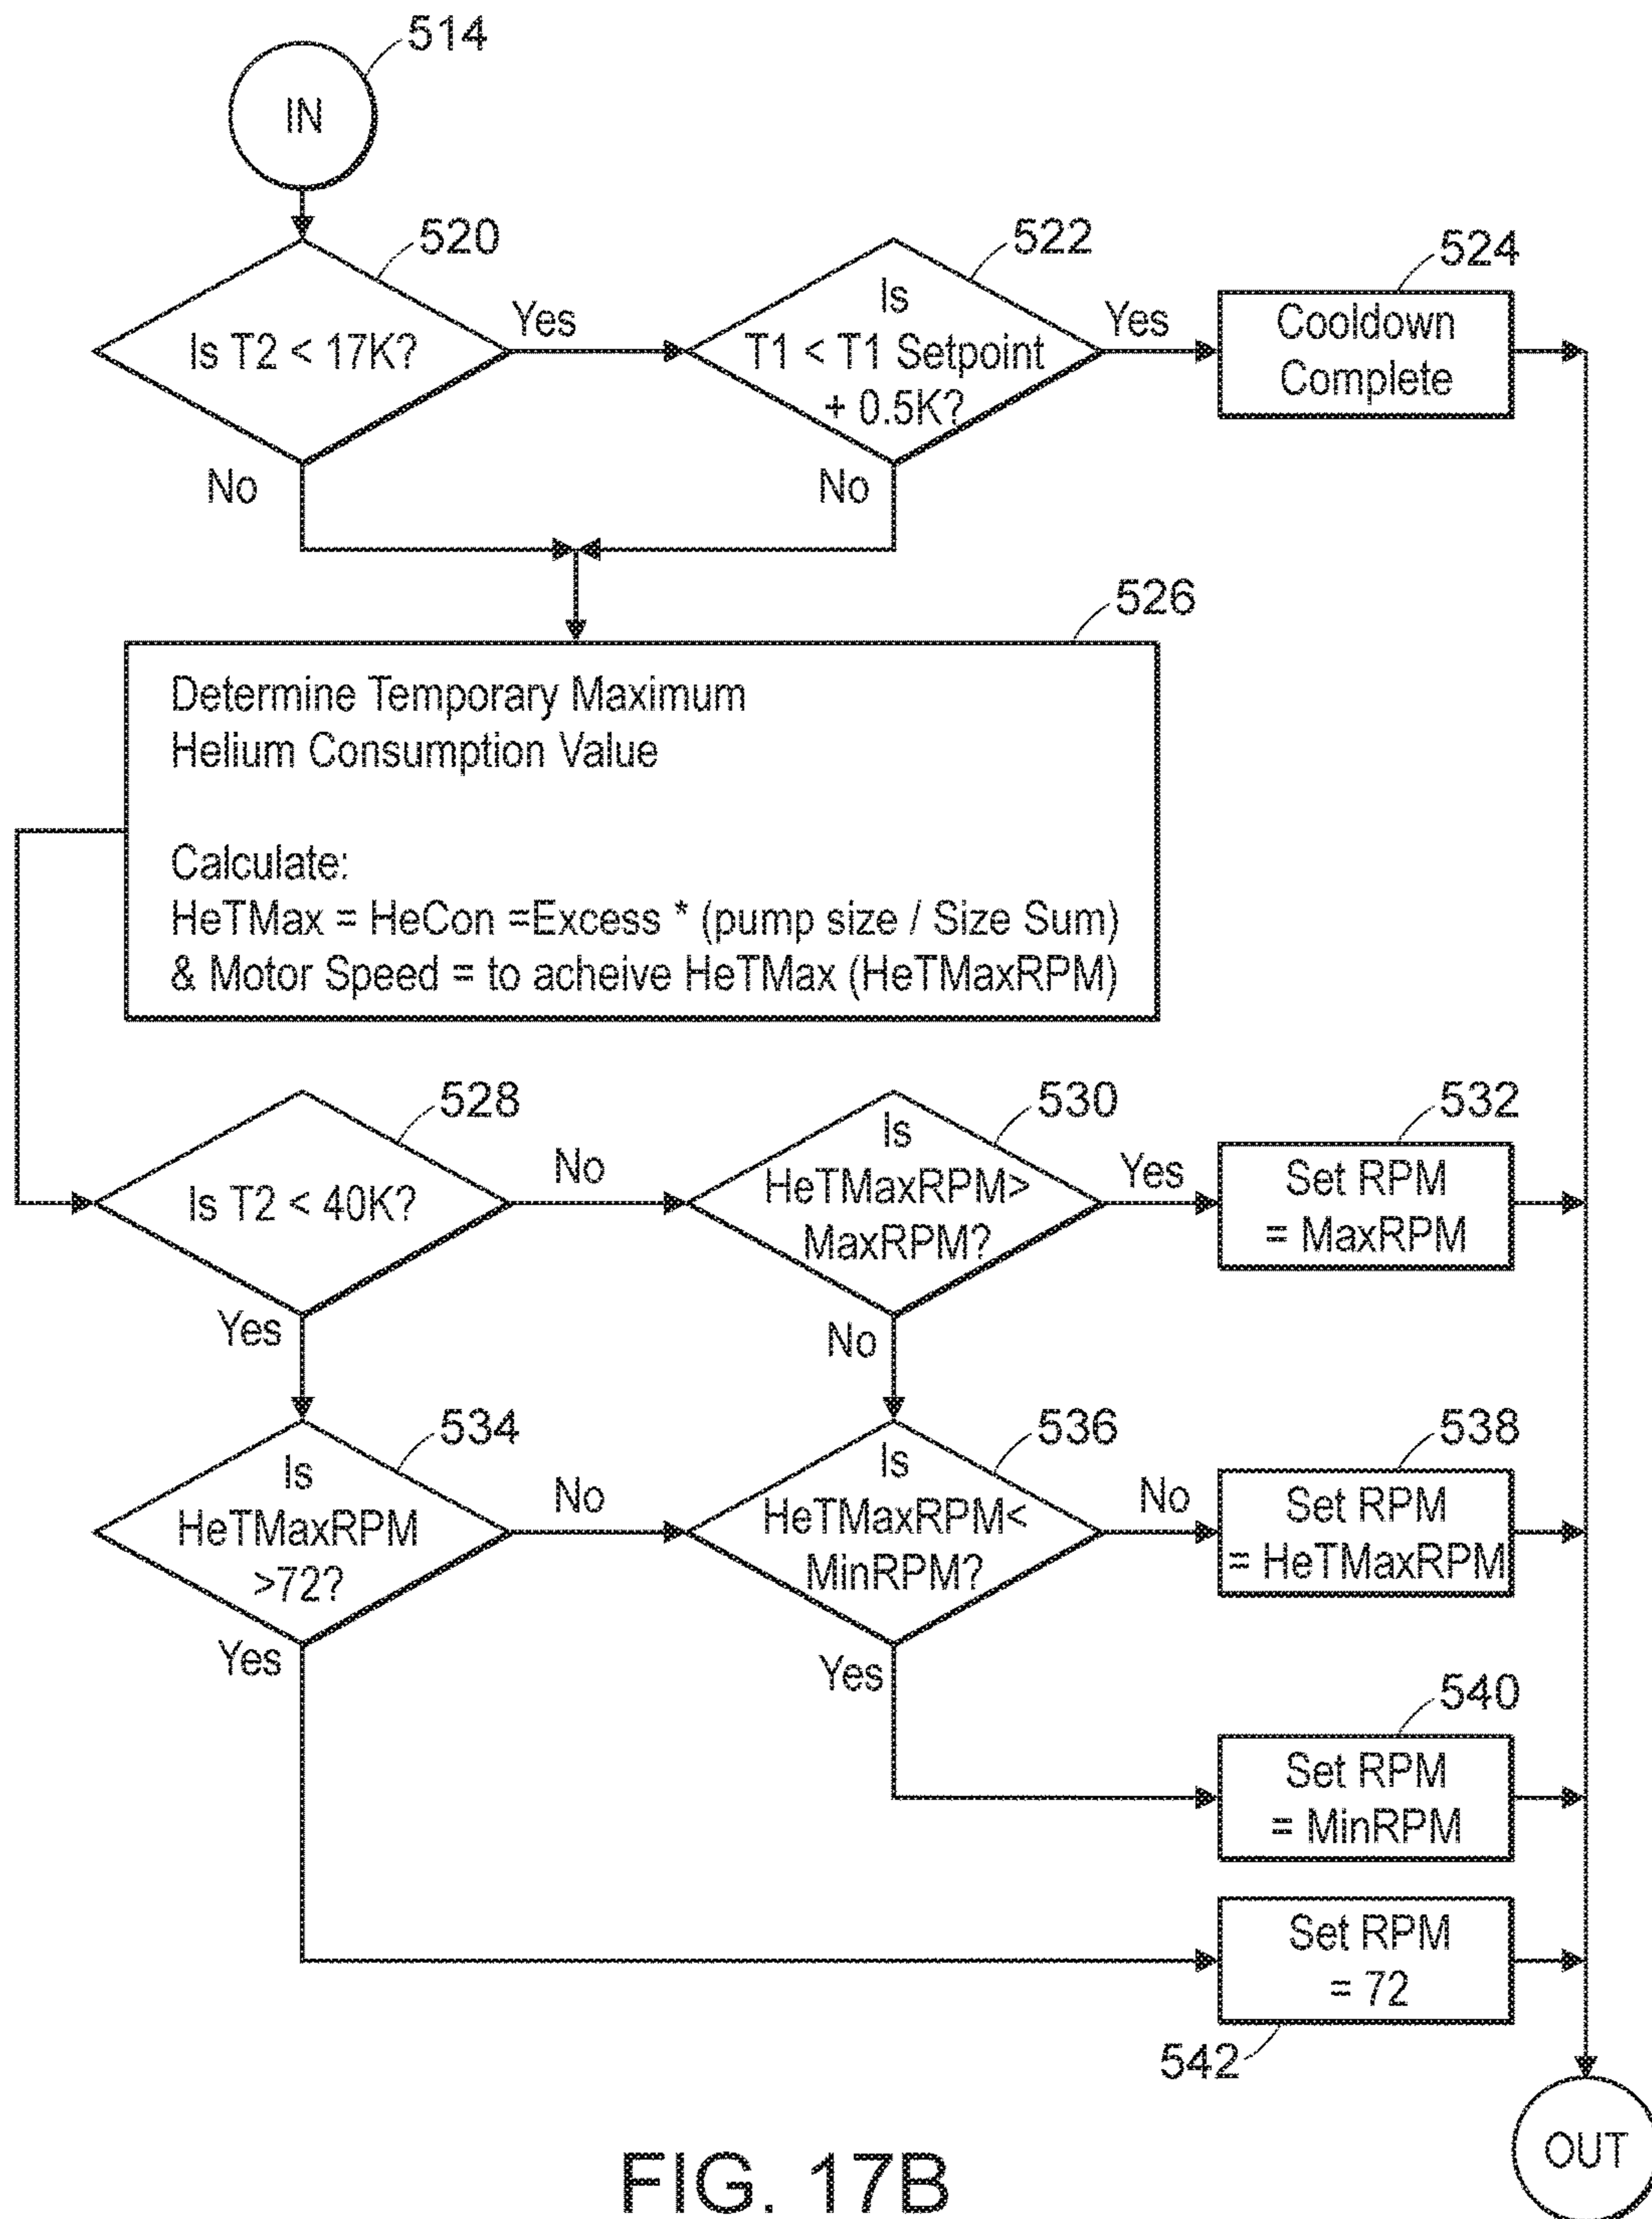 514
IN
520
522
524
Is T2 < 17K?
Yes
Is
T1 < T1 Setpoint
+ 0.5K?
Yes
Cooldown
Complete
No
No
526
Determine Temporary Maximum
Helium Consumption Value
Calculate:
HeTMax = HeCon =Excess * (pump size / Size Sum)
& Motor Speed = to acheive HeTMax (HeTMaxRPM)
528
530
532
Is T2 < 40K?
No
Is
HeTMaxRPM>
MaxRPM?
Yes
Set RPM
= MaxRPM
Yes
No
534
536
538
Is
HeTMaxRPM
>72?
No
Is
HeTMaxRPM<
MinRPM?
No
Set RPM
= HeTMaxRPM
Yes
Yes
540
Set RPM
= MinRPM
Set RPM
= 72
542
OUT
FIG. 17B